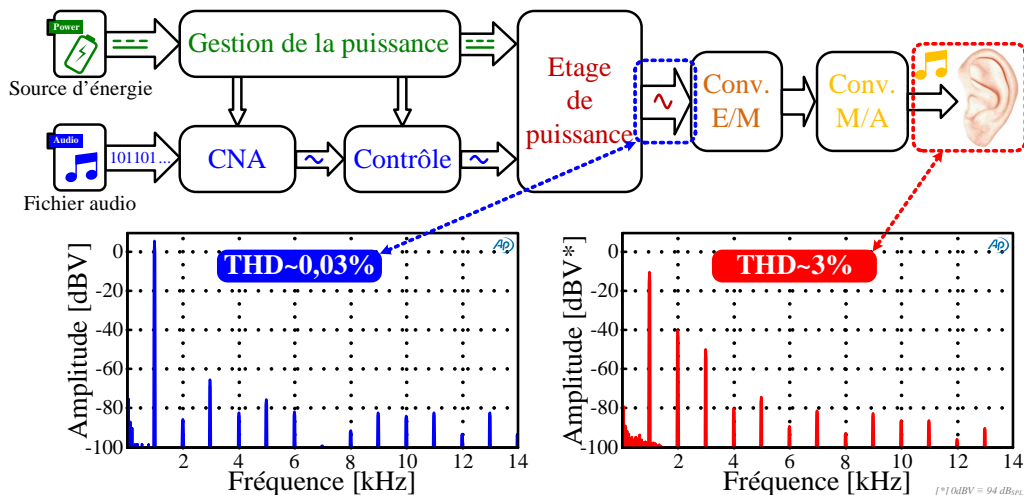 Power
Source d’énergie
Gestion de la puissance
Audio
Fichier audio
101101...
CNA
Contrôle
Etage
de
puissance
Conv.
E/M
Conv.
M/A
THD~0,03%
Amplitude [dBV]
0
-20
-40
-60
-80
-100
2
4
6
8
10
12
14
Fréquence [kHz]
Ap
THD~3%
Amplitude [dBV*]
0
-20
-40
-60
-80
-100
2
4
6
8
10
12
14
Fréquence [kHz]
Ap
[*] 0dBV = 94 dBSPL